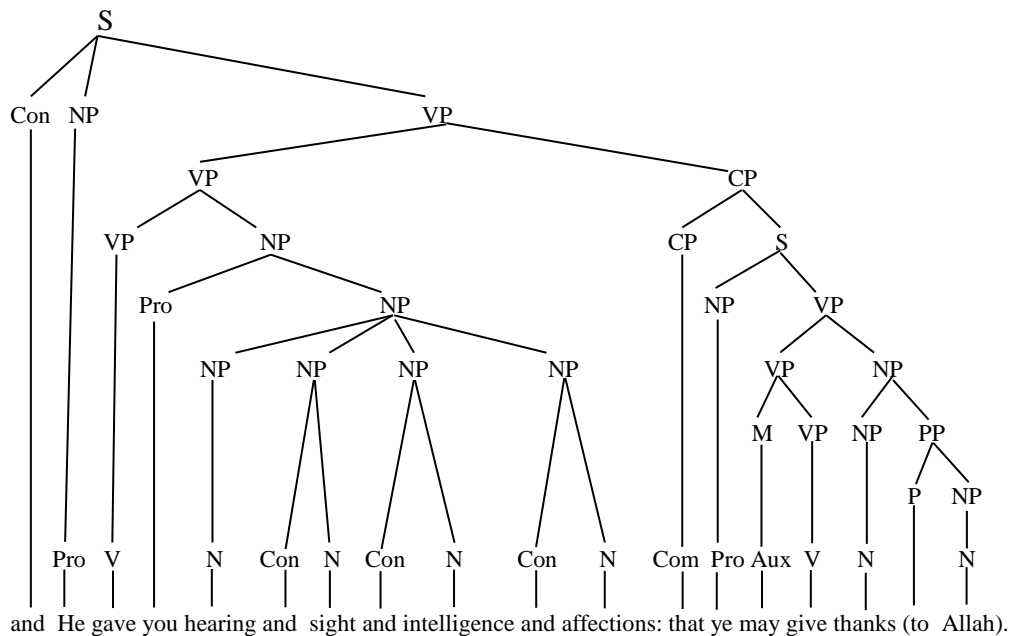 S
Con NP VP
VP CP
VP NP CP S
Pro NP NP VP
NP NP NP NP VP NP
M VP NP PP
P NP
Pro V N Con N Con N Con N Com Pro Aux V N N
and He gave you hearing and sight and intelligence and affections: that ye may give thanks (to Allah).